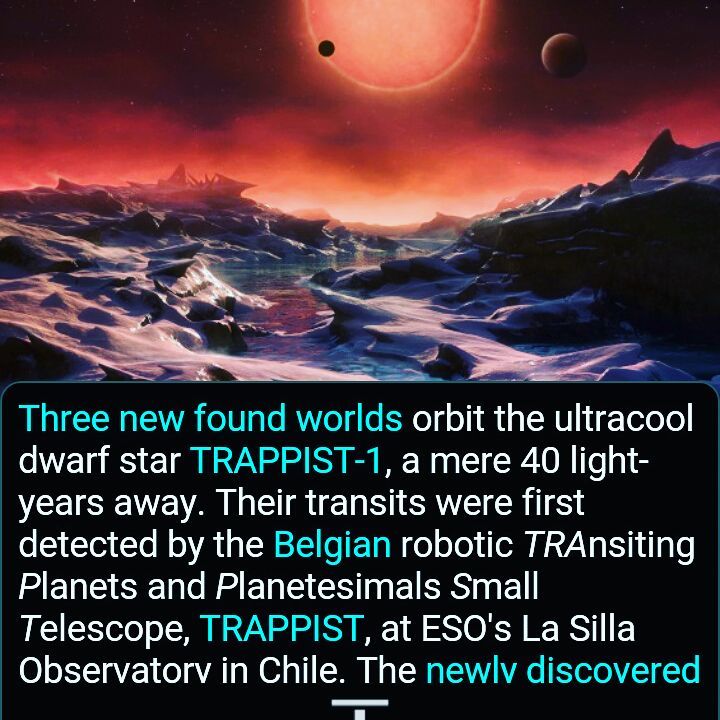 Three new found worlds orbit the ultracool
dwarf star TRAPPIST-1, a mere 40 light-
years away. Their transits were first
detected by the Belgian robotic TRAnsiting
Planets and Planetesimals Small
Telescope, TRAPPIST, at ESO's La Silla
Observatory in Chile. The newly discovered